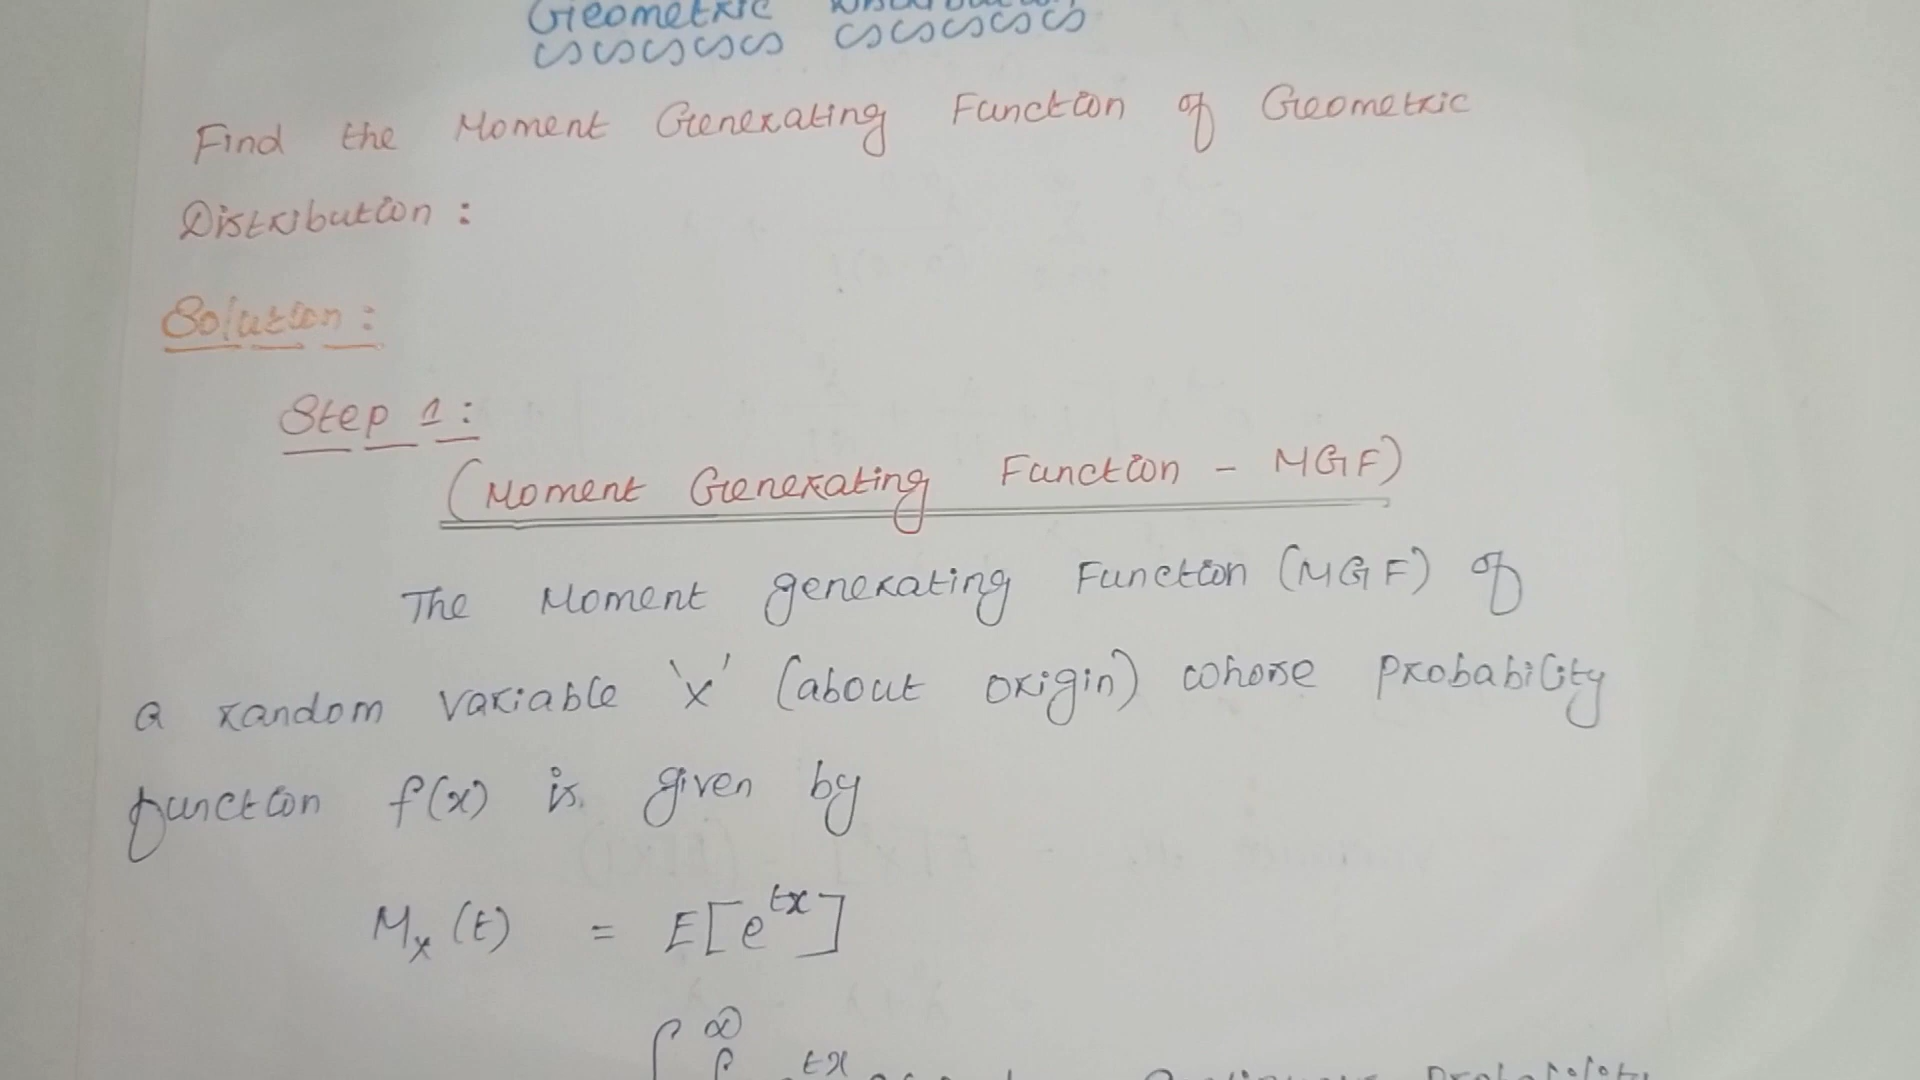 Geometric
Find the Moment Generating Function of Geometric
Distribution :
Solution :
Step 1 :
(Moment Generating Function - MGF)
The Moment generating Function (MGF) of
a random variable 'x' (about origin) whose probability
function f(x) is given by
Mx (t) = E[e^tx]
∞
tx